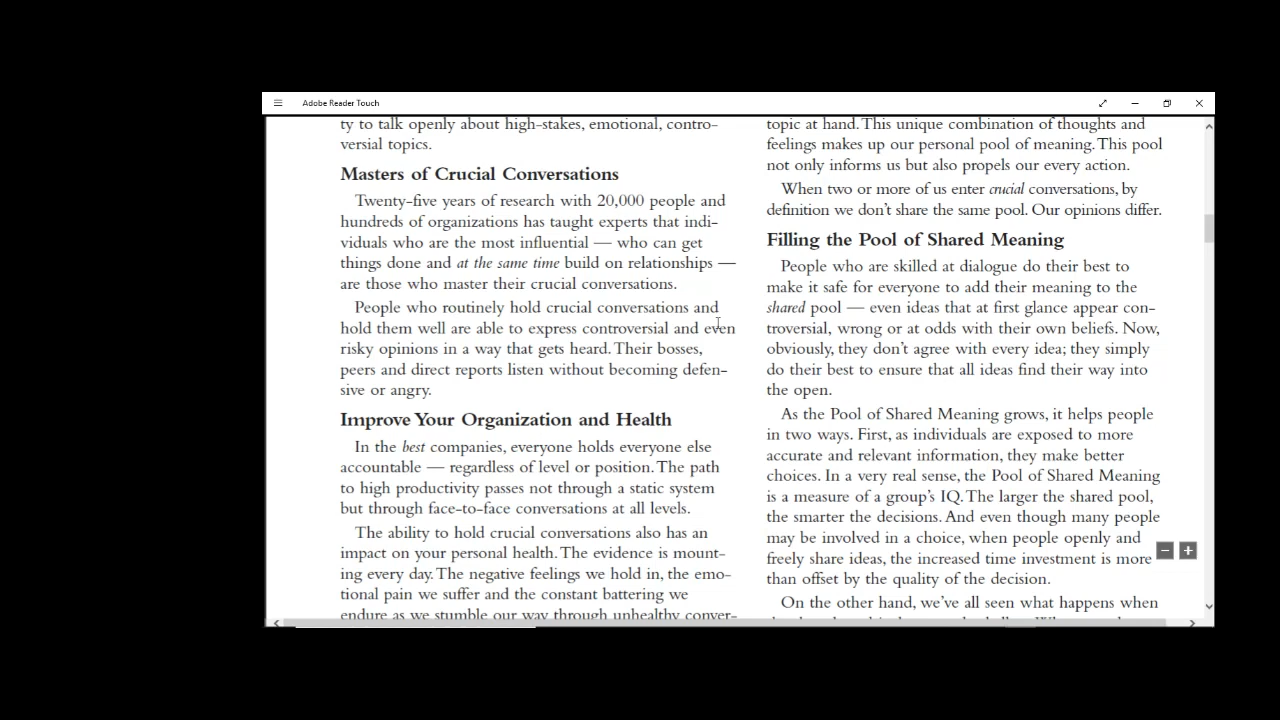 Adobe Reader Touch
ty to talk openly about high-stakes, emotional, contro-
versial topics.
Masters of Crucial Conversations
Twenty-five years of research with 20,000 people and
hundreds of organizations has taught experts that indi-
viduals who are the most influential — who can get
things done and at the same time build on relationships —
are those who master their crucial conversations.
People who routinely hold crucial conversations and
hold them well are able to express controversial and even
risky opinions in a way that gets heard. Their bosses,
peers and direct reports listen without becoming defen-
sive or angry.
Improve Your Organization and Health
In the best companies, everyone holds everyone else
accountable — regardless of level or position. The path
to high productivity passes not through a static system
but through face-to-face conversations at all levels.
The ability to hold crucial conversations also has an
impact on your personal health. The evidence is mount-
ing every day. The negative feelings we hold in, the emo-
tional pain we suffer and the constant battering we
endure as we stumble our way through unhealthy conver-
topic at hand. This unique combination of thoughts and
feelings makes up our personal pool of meaning. This pool
not only informs us but also propels our every action.
When two or more of us enter crucial conversations, by
definition we don't share the same pool. Our opinions differ.
Filling the Pool of Shared Meaning
People who are skilled at dialogue do their best to
make it safe for everyone to add their meaning to the
shared pool — even ideas that at first glance appear con-
troversial, wrong or at odds with their own beliefs. Now,
obviously, they don't agree with every idea; they simply
do their best to ensure that all ideas find their way into
the open.
As the Pool of Shared Meaning grows, it helps people
in two ways. First, as individuals are exposed to more
accurate and relevant information, they make better
choices. In a very real sense, the Pool of Shared Meaning
is a measure of a group's IQ. The larger the shared pool,
the smarter the decisions. And even though many people
may be involved in a choice, when people openly and
freely share ideas, the increased time investment is more
than offset by the quality of the decision.
On the other hand, we've all seen what happens when